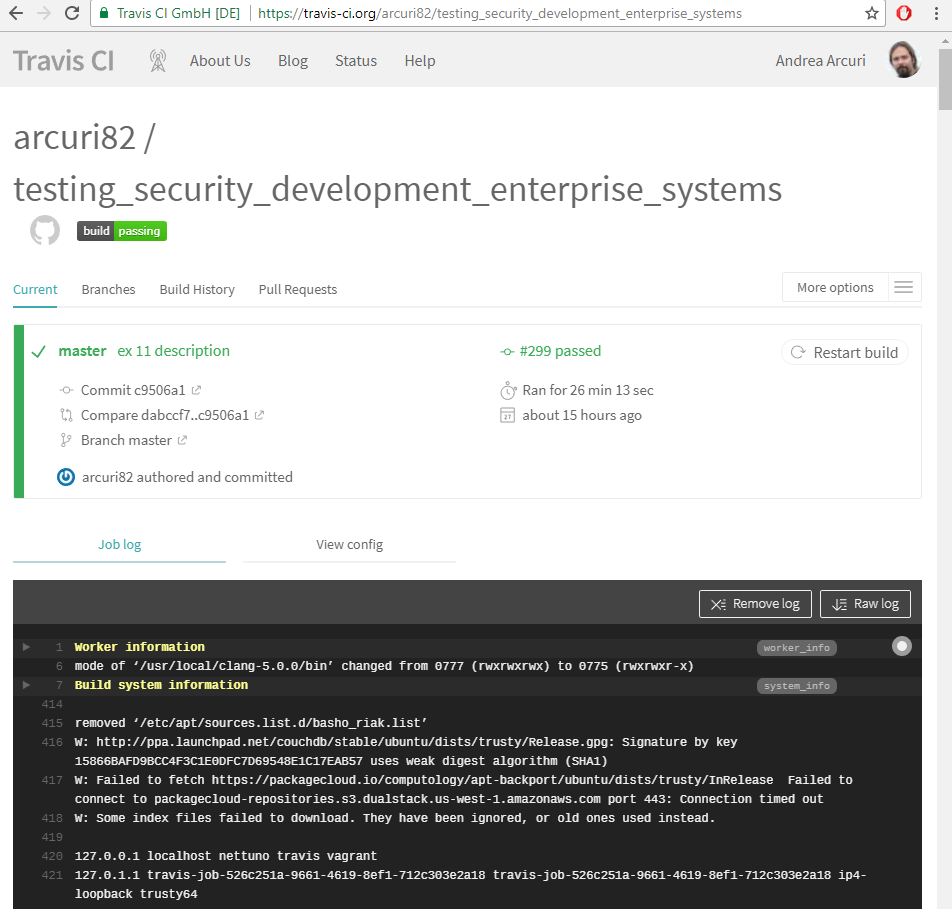 Travis CI GmbH [DE] https://travis-ci.org/arcuri82/testing_security_development_enterprise_systems
Travis CI About Us Blog Status Help Andrea Arcuri
arcuri82 /
testing_security_development_enterprise_systems
build passing
Current Branches Build History Pull Requests More options
master ex 11 description #299 passed Restart build
Commit c9506a1 Ran for 26 min 13 sec
Compare dabccf7..c9506a1 27 about 15 hours ago
Branch master
arcuri82 authored and committed
Job log View config
Remove log Raw log
1 Worker information worker_info
6 mode of ‘/usr/local/clang-5.0.0/bin’ changed from 0777 (rwxrwxrwx) to 0775 (rwxrwxr-x)
7 Build system information system_info
414
415 removed ‘/etc/apt/sources.list.d/basho_riak.list’
416 W: http://ppa.launchpad.net/couchdb/stable/ubuntu/dists/trusty/Release.gpg: Signature by key
15866BAFD9BCC4F3C1E0DFC7D69548E1C17EAB57 uses weak digest algorithm (SHA1)
417 W: Failed to fetch https://packagecloud.io/computology/apt-backport/ubuntu/dists/trusty/InRelease  Failed to
connect to packagecloud-repositories.s3.dualstack.us-west-1.amazonaws.com port 443: Connection timed out
418 W: Some index files failed to download. They have been ignored, or old ones used instead.
419
420 127.0.0.1 localhost nettuno travis vagrant
421 127.0.1.1 travis-job-526c251a-9661-4619-8ef1-712c303e2a18 travis-job-526c251a-9661-4619-8ef1-712c303e2a18 ip4-
loopback trusty64